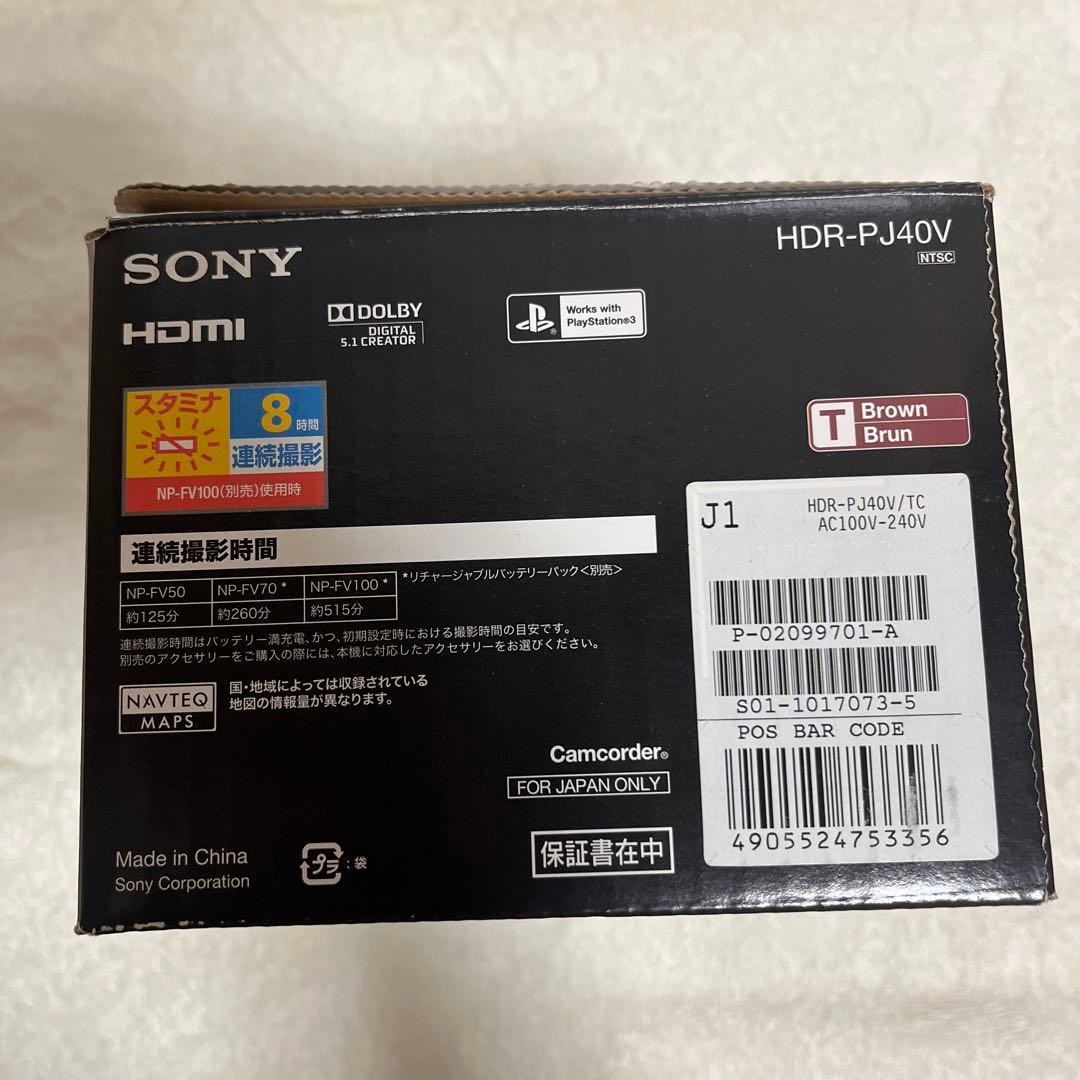 SONY
HDR-PJ40V
NTSC
HDMI
DOLBY
DIGITAL
5.1 CREATOR
Works with
PlayStation®3
スタミナ
8時間
連続撮影
NP-FV100(別売)使用時
T Brown
Brun
連続撮影時間
NP-FV50 NP-FV70* NP-FV100*
約125分 約260分 約515分
*リチャージャブルバッテリーパック<別売>
連続撮影時間はバッテリー満充電、かつ、初期設定時における撮影時間の目安です。
別売のアクセサリーをご購入の際には、本機に対応したアクセサリーをお選びください。
NAVTEQ
MAPS
国・地域によっては収録されている
地図の情報量が異なります。
J1
HDR-PJ40V/TC
AC100V-240V
P-02099701-A
S01-1017073-5
POS BAR CODE
4905524753356
Camcorder®
FOR JAPAN ONLY
保証書在中
Made in China
Sony Corporation
プラ:袋